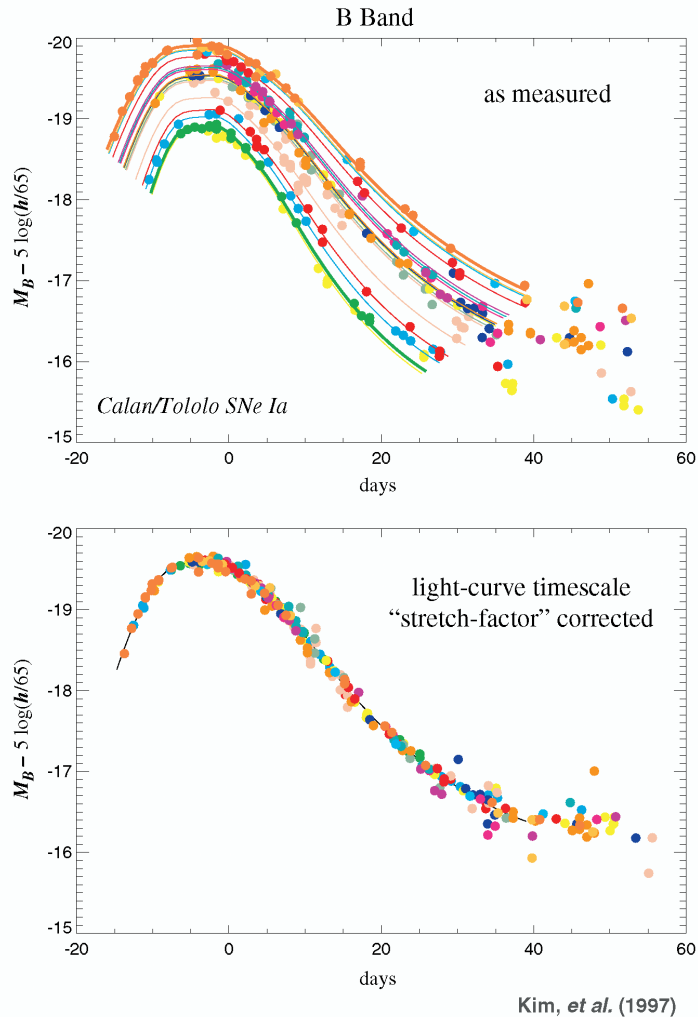 B Band
-20
-19
-18
-17
-16
-15
M_B – 5 log(h/65)
as measured
Calan/Tololo SNe Ia
-20 0 20 40 60
days
-20
-19
-18
-17
-16
-15
M_B – 5 log(h/65)
light-curve timescale
“stretch-factor” corrected
-20 0 20 40 60
days
Kim, et al. (1997)